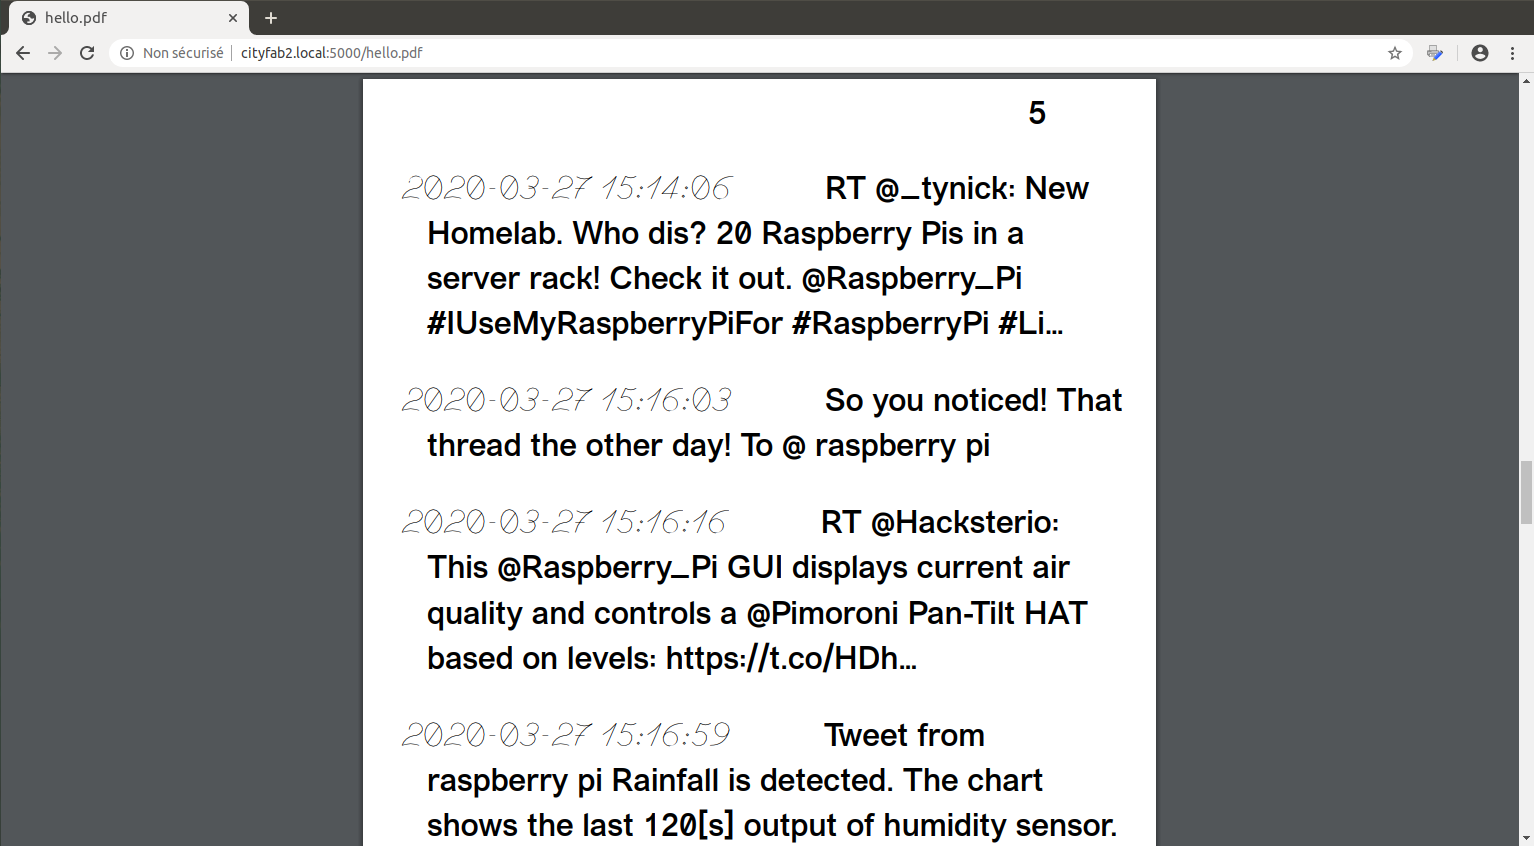 hello.pdf
Non sécurisé cityfab2.local:5000/hello.pdf
5
2020-03-27 15:14:06 RT @_tynick: New
Homelab. Who dis? 20 Raspberry Pis in a
server rack! Check it out. @Raspberry_Pi
#IUseMyRaspberryPiFor #RaspberryPi #Li…
2020-03-27 15:16:03 So you noticed! That
thread the other day! To @ raspberry pi
2020-03-27 15:16:16 RT @Hacksterio:
This @Raspberry_Pi GUI displays current air
quality and controls a @Pimoroni Pan-Tilt HAT
based on levels: https://t.co/HDh…
2020-03-27 15:16:59 Tweet from
raspberry pi Rainfall is detected. The chart
shows the last 120[s] output of humidity sensor.